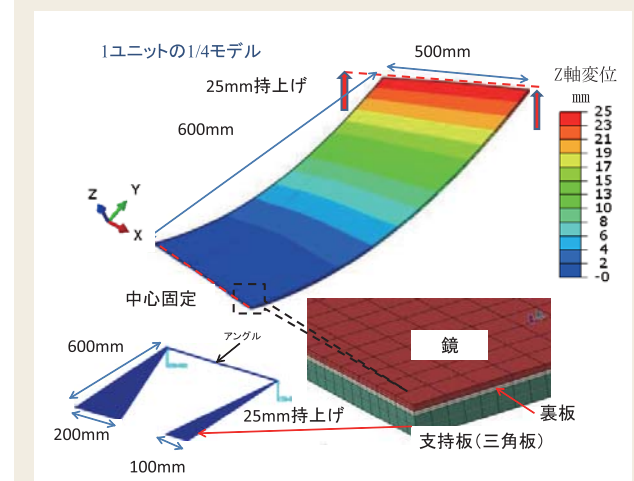 1ユニットの1/4モデル
500mm
25mm持上げ
Z軸変位
mm
600mm
25
23
21
19
17
15
13
10
8
6
4
2
-0
Z
Y
X
中心固定
アングル
鏡
600mm
25mm持上げ
裏板
200mm
支持板(三角板)
100mm